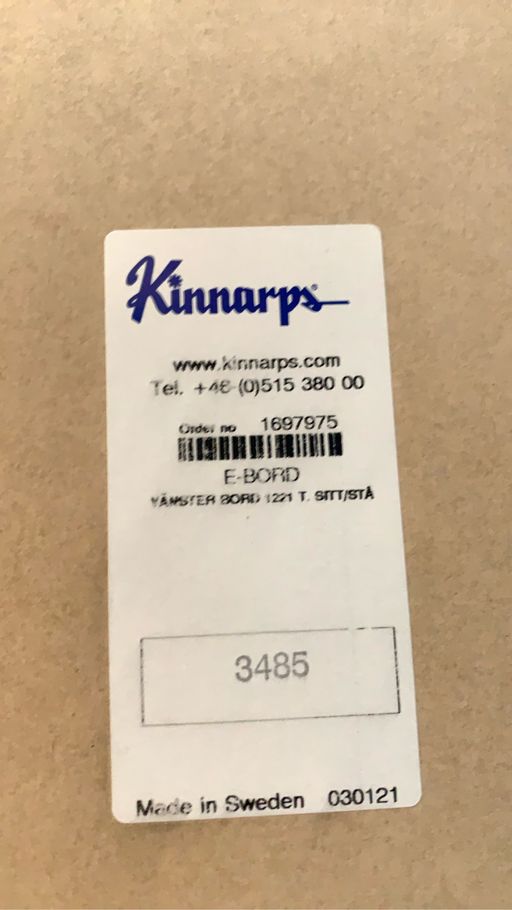 Kinnarps
www.kinnarps.com
Tel. +46 (0)515 380 00
Order no 1697975
E-BORD
VÄNSTER BORD 1221 T. SITT/STÅ
3485
Made in Sweden 030121